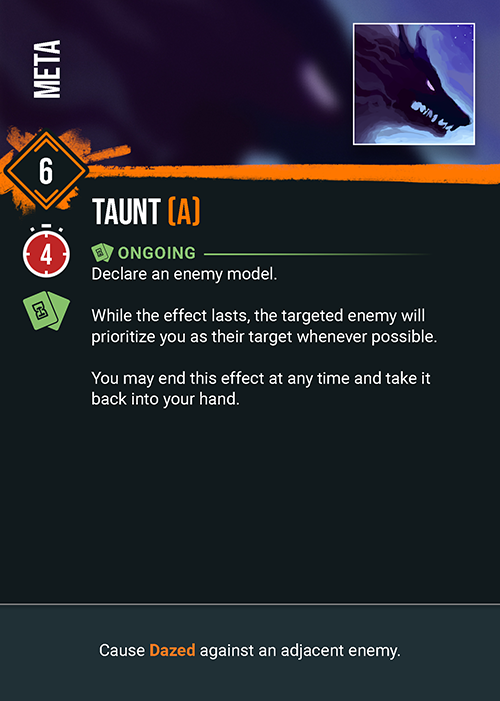 META
6
TAUNT (A)
4
ONGOING
Declare an enemy model.
While the effect lasts, the targeted enemy will
prioritize you as their target whenever possible.
You may end this effect at any time and take it
back into your hand.
Cause Dazed against an adjacent enemy.